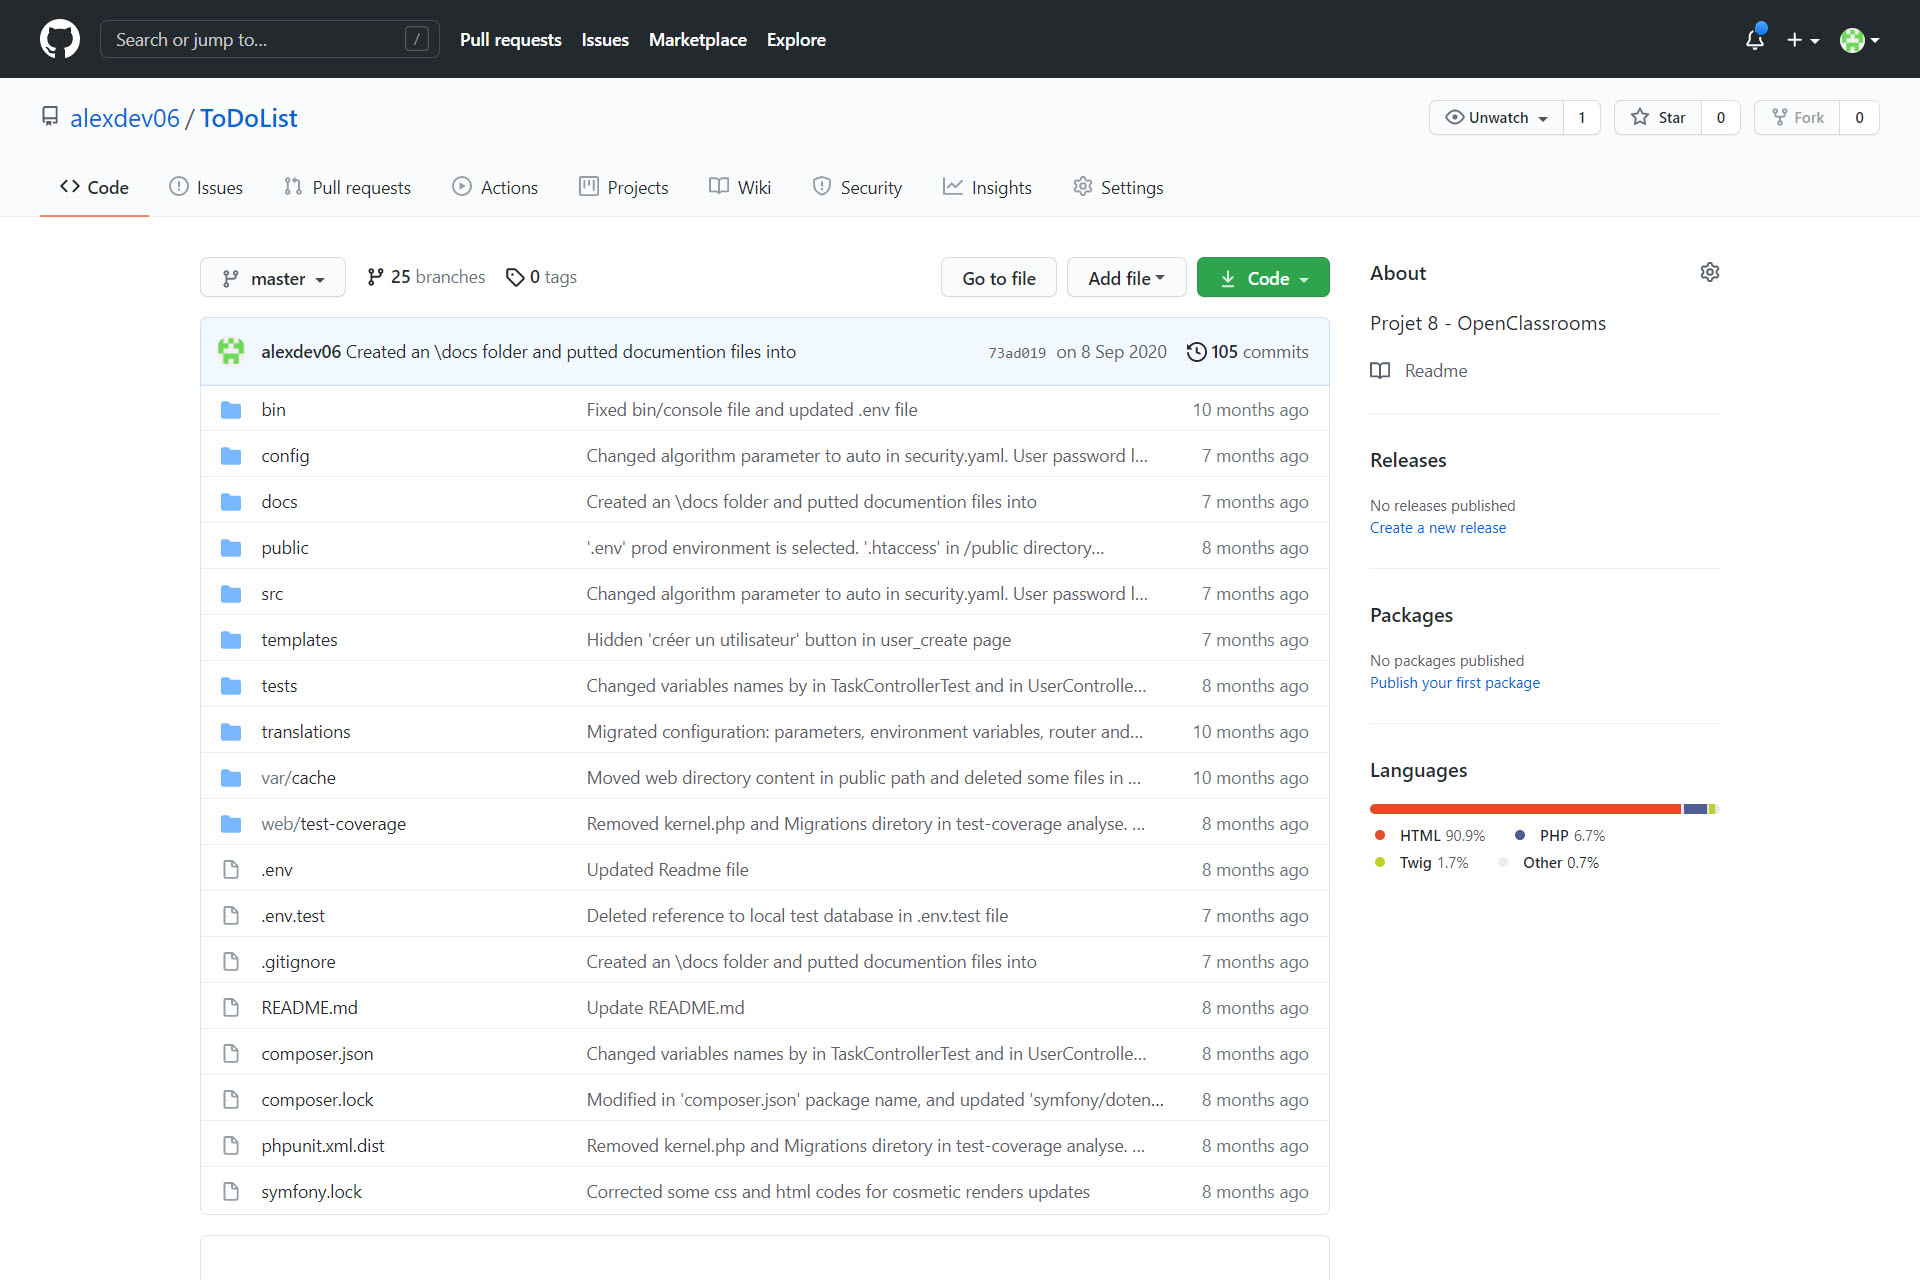 Search or jump to... / Pull requests Issues Marketplace Explore
alexdev06 / ToDoList Unwatch 1 Star 0 Fork 0
Code Issues Pull requests Actions Projects Wiki Security Insights Settings
master 25 branches 0 tags Go to file Add file Code
alexdev06 Created an \docs folder and putted documention files into 73ad019 on 8 Sep 2020 105 commits
bin Fixed bin/console file and updated .env file 10 months ago
config Changed algorithm parameter to auto in security.yaml. User password l... 7 months ago
docs Created an \docs folder and putted documention files into 7 months ago
public '.env' prod environment is selected. '.htaccess' in /public directory... 8 months ago
src Changed algorithm parameter to auto in security.yaml. User password l... 7 months ago
templates Hidden 'créer un utilisateur' button in user_create page 7 months ago
tests Changed variables names by in TaskControllerTest and in UserControlle... 8 months ago
translations Migrated configuration: parameters, environment variables, router and... 10 months ago
var/cache Moved web directory content in public path and deleted some files in ... 10 months ago
web/test-coverage Removed kernel.php and Migrations diretory in test-coverage analyse. ... 8 months ago
.env Updated Readme file 8 months ago
.env.test Deleted reference to local test database in .env.test file 7 months ago
.gitignore Created an \docs folder and putted documention files into 7 months ago
README.md Update README.md 8 months ago
composer.json Changed variables names by in TaskControllerTest and in UserControlle... 8 months ago
composer.lock Modified in 'composer.json' package name, and updated 'symfony/doten... 8 months ago
phpunit.xml.dist Removed kernel.php and Migrations diretory in test-coverage analyse. ... 8 months ago
symfony.lock Corrected some css and html codes for cosmetic renders updates 8 months ago
About
Projet 8 - OpenClassrooms
Readme
Releases
No releases published
Create a new release
Packages
No packages published
Publish your first package
Languages
HTML 90.9% PHP 6.7%
Twig 1.7% Other 0.7%